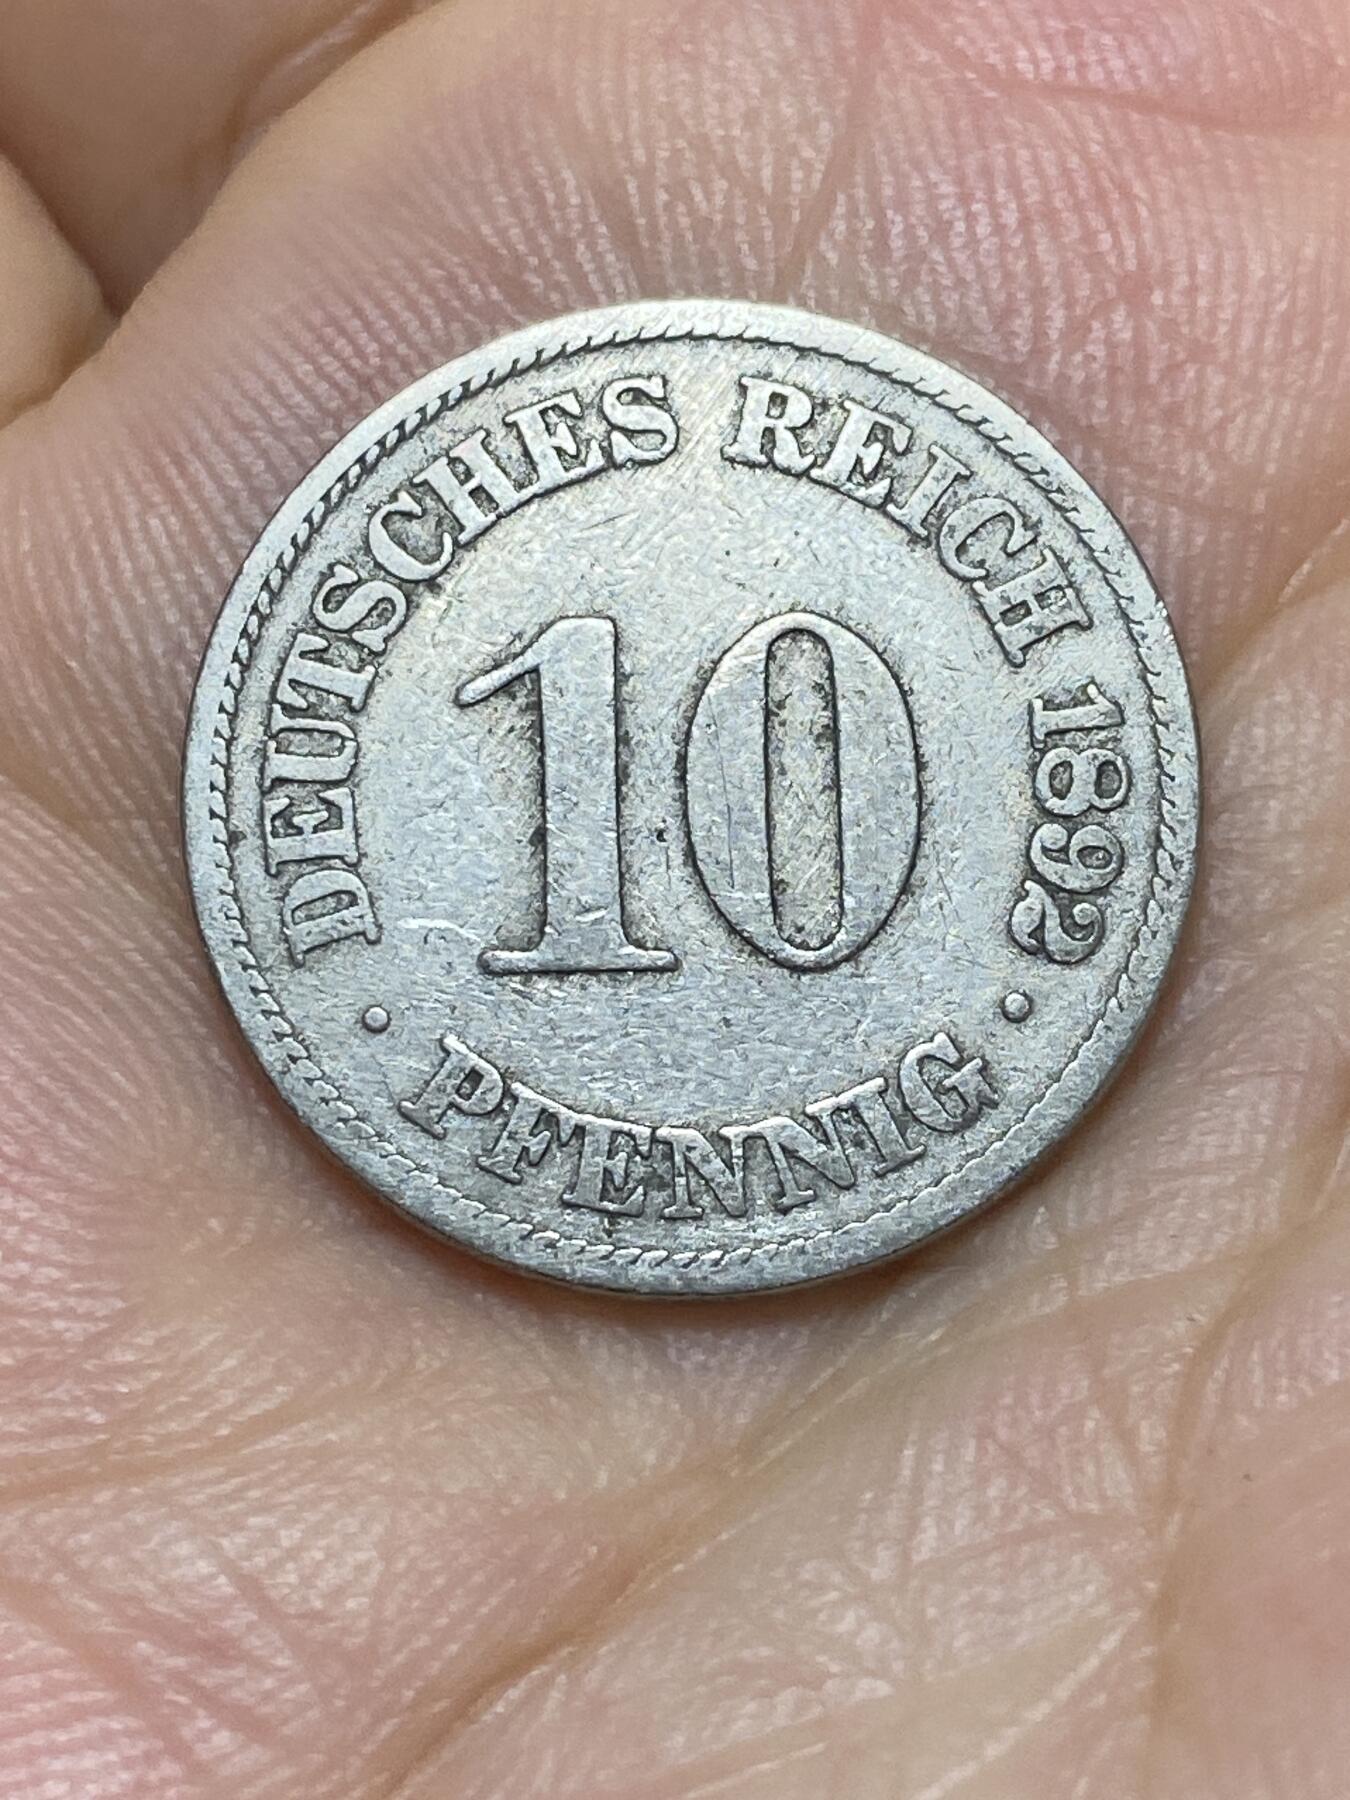 DEUTSCHES REICH 1892
10
• PFENNIG •